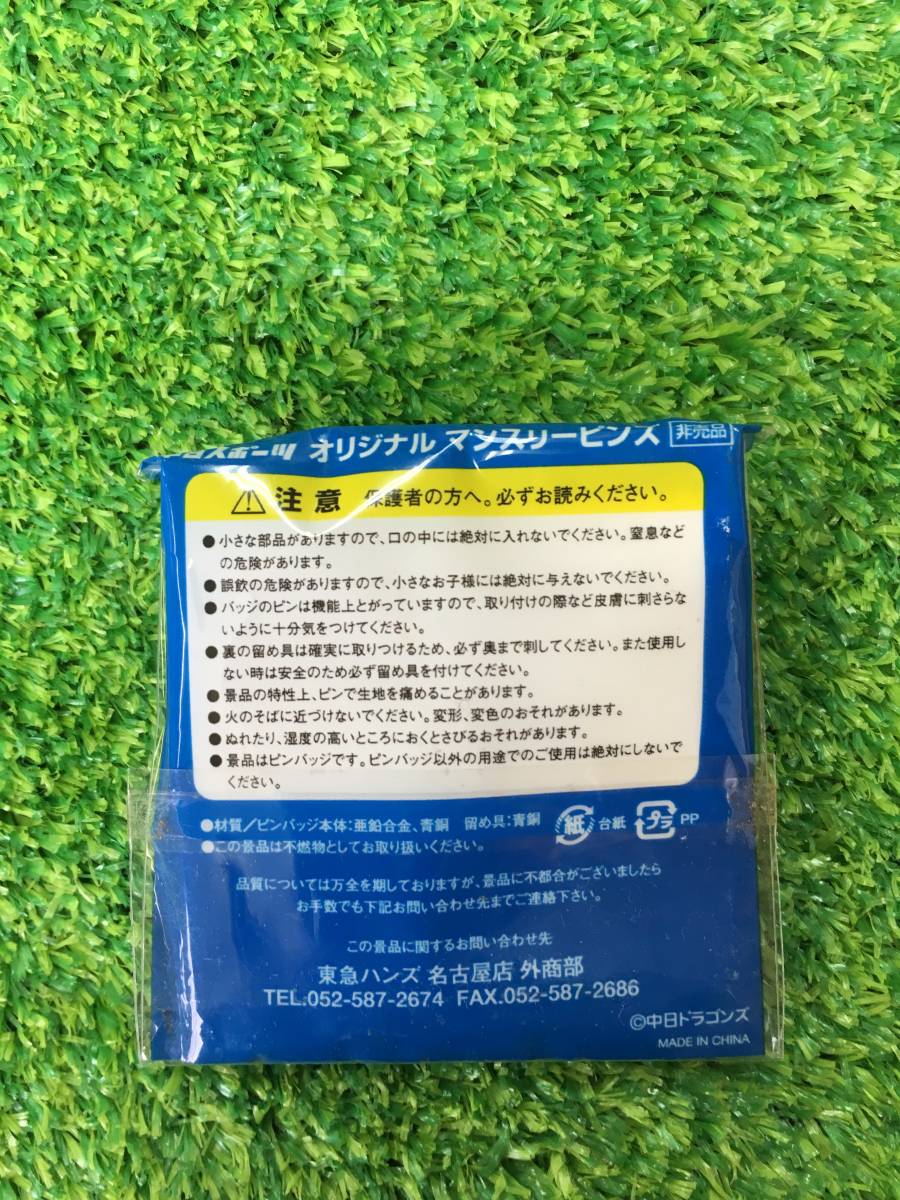 スポーツ オリジナル マンスリーピンズ 非売品
注意 保護者の方へ。必ずお読みください。
●小さな部品がありますので、口の中には絶対に入れないでください。窒息など
の危険があります。
●誤飲の危険がありますので、小さなお子様には絶対に与えないでください。
●バッジのピンは機能上とがっていますので、取り付けの際など皮膚に刺さらな
いように十分気をつけてください。
●裏の留め具は確実に取りつけるため、必ず奥まで刺してください。また使用し
ない時は安全のため必ず留め具を付けてください。
●景品の特性上、ピンで生地を痛めることがあります。
●火のそばに近づけないでください。変形、変色のおそれがあります。
●ぬれたり、湿度の高いところにおくとさびるおそれがあります。
●景品はピンバッジです。ピンバッジ以外の用途でのご使用は絶対にしないで
ください。
●材質/ピンバッジ本体:亜鉛合金、青銅 留め具:青銅 紙 台紙 プラ PP
●この景品は不燃物としてお取り扱いください。
品質については万全を期しておりますが、景品に不都合がございましたら
お手数でも下記お問い合わせ先までご連絡下さい。
この景品に関するお問い合わせ先
東急ハンズ 名古屋店 外商部
TEL.052-587-2674 FAX.052-587-2686
©中日ドラゴンズ
MADE IN CHINA